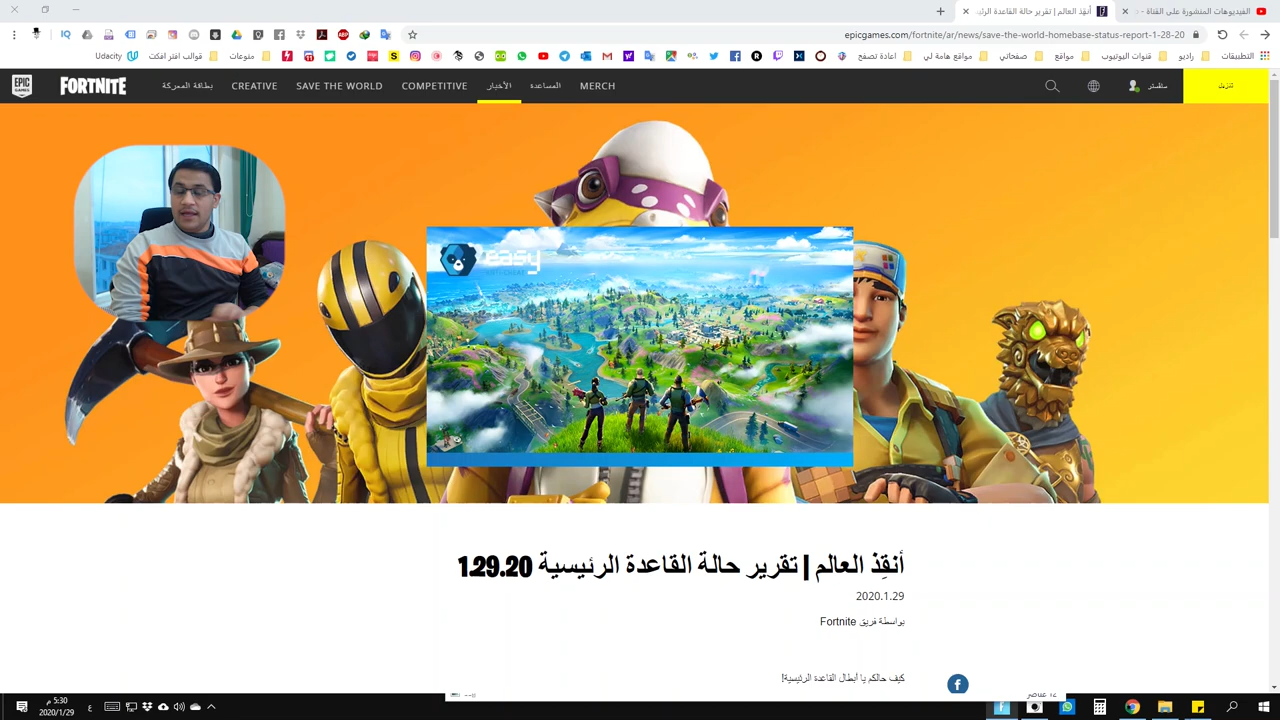 الفيديوهات المنشورة على القناة -
أنقِذ العالم | تقرير حالة القاعدة الرئيس
epicgames.com/fortnite/ar/news/save-the-world-homebase-status-report-1-28-20
التطبيقات
مواقع
صفحاتي
قنوات اليوتيوب
راديو
مواقع هامة لي
اعادة تصفح
منوعات
قوالب افتر افكت
Udacity
EPIC GAMES
FORTNITE
بطاقة المعركة
CREATIVE
SAVE THE WORLD
COMPETITIVE
الأخبار
المساعدة
MERCH
تنزيل
easy
أنقِذ العالم | تقرير حالة القاعدة الرئيسية 1.29.20
2020.1.29
بواسطة فريق Fortnite
كيف حالكم يا أبطال القاعدة الرئيسية!
5:30 م
2020/1/29
ع